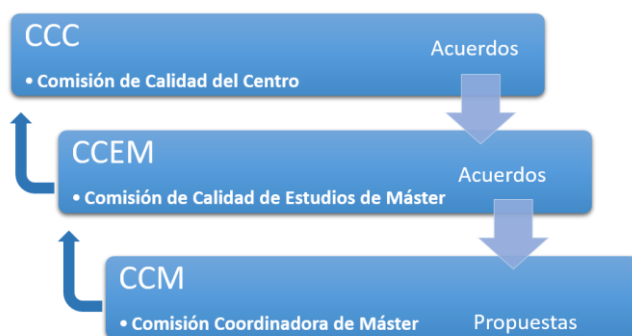 CCC
Acuerdos
• Comisión de Calidad del Centro
CCEM
Acuerdos
• Comisión de Calidad de Estudios de Máster
CCM
• Comisión Coordinadora de Máster
Propuestas